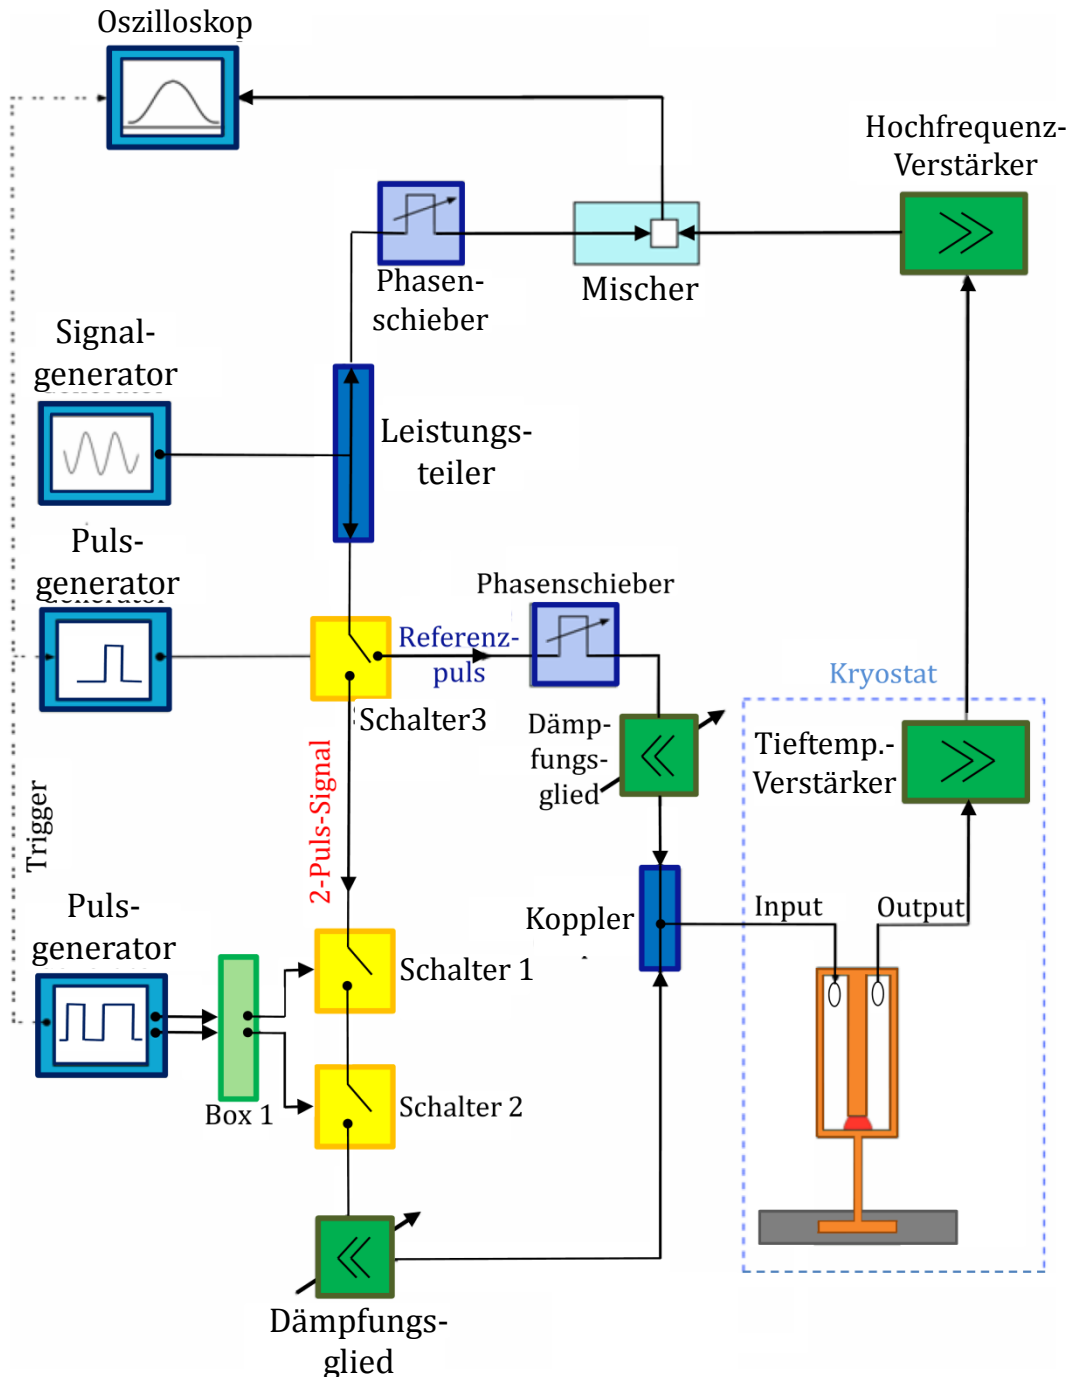 Oszilloskop
Hochfrequenz-
Verstärker
Phasen-
schieber
Mischer
Signal-
generator
Leistungs-
teiler
Puls-
generator
Phasenschieber
Referenz-
puls
Schalter3
Kryostat
Dämp-
fungs-
glied
Tieftemp.-
Verstärker
Trigger
2-Puls-Signal
Puls-
generator
Koppler
Input
Output
Schalter 1
Box 1
Schalter 2
Dämpfungs-
glied